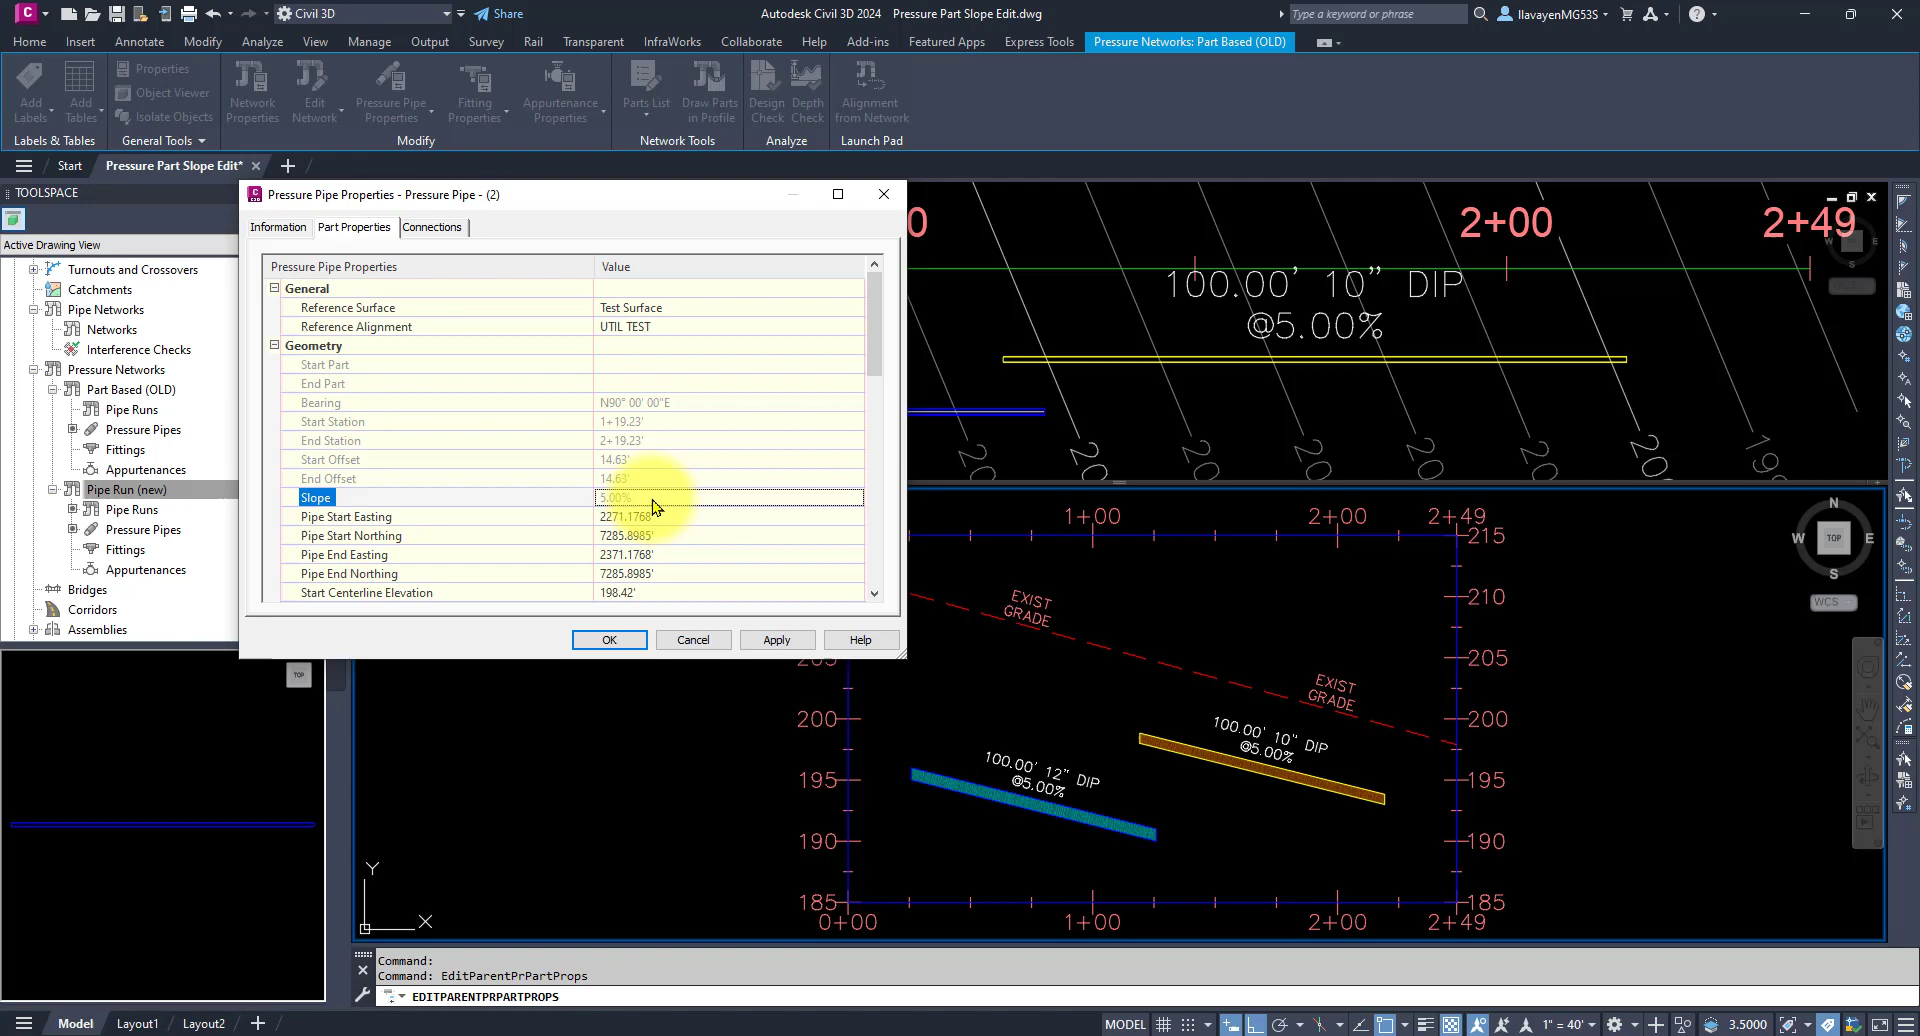 Civil 3D
Share
Autodesk Civil 3D 2024 Pressure Part Slope Edit.dwg
Type a keyword or phrase
llavayenMG53S
Home Insert Annotate Modify Analyze View Manage Output Survey Rail Transparent InfraWorks Collaborate Help Add-ins Featured Apps Express Tools Pressure Networks: Part Based (OLD)
Add Labels
Add Tables
Properties
Object Viewer
Isolate Objects
Network Properties
Edit Network
Pressure Pipe Properties
Fitting Properties
Appurtenance Properties
Parts List
Draw Parts in Profile
Design Check
Depth Check
Alignment from Network
Labels & Tables
General Tools
Modify
Network Tools
Analyze
Launch Pad
Start
Pressure Part Slope Edit*
TOOLSPACE
Active Drawing View
Turnouts and Crossovers
Catchments
Pipe Networks
Networks
Interference Checks
Pressure Networks
Part Based (OLD)
Pipe Runs
Pressure Pipes
Fittings
Appurtenances
Pipe Run (new)
Pipe Runs
Pressure Pipes
Fittings
Appurtenances
Bridges
Corridors
Assemblies
TOP
Pressure Pipe Properties - Pressure Pipe - (2)
Information Part Properties Connections
Pressure Pipe Properties Value
General
Reference Surface Test Surface
Reference Alignment UTIL TEST
Geometry
Start Part
End Part
Bearing N90° 00' 00"E
Start Station 1+19.23'
End Station 2+19.23'
Start Offset 14.63'
End Offset 14.63'
Slope 5.00%
Pipe Start Easting 2271.1768'
Pipe Start Northing 7285.8985'
Pipe End Easting 2371.1768'
Pipe End Northing 7285.8985'
Start Centerline Elevation 198.42'
OK Cancel Apply Help
0 2+00 2+49
100.00' 10" DIP
@5.00%
W E
S
20 20 20 20 20 20 19
1+00 2+00 2+49
215
210
205 205
200 200
195 195
190 190
185 185
0+00 1+00 2+00 2+49
EXIST
GRADE
EXIST
GRADE
100.00' 12" DIP
@5.00%
100.00' 10" DIP
@5.00%
N
W TOP E
S
WCS
Y
X
Command:
Command: EditParentPrPartProps
EDITPARENTPRPARTPROPS
Model Layout1 Layout2
MODEL
1" = 40'
3.5000